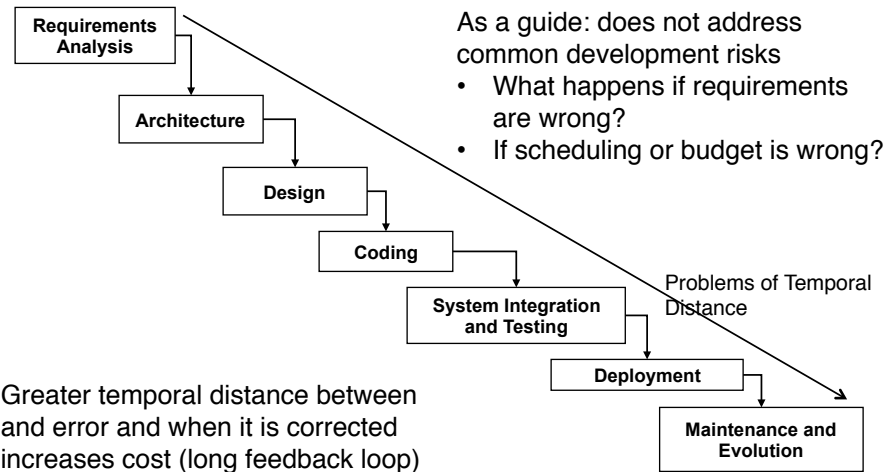 Requirements
Analysis
As a guide: does not address
common development risks
• What happens if requirements
are wrong?
• If scheduling or budget is wrong?
Architecture
Design
Coding
Problems of Temporal
Distance
System Integration
and Testing
Deployment
Greater temporal distance between
and error and when it is corrected
increases cost (long feedback loop)
Maintenance and
Evolution